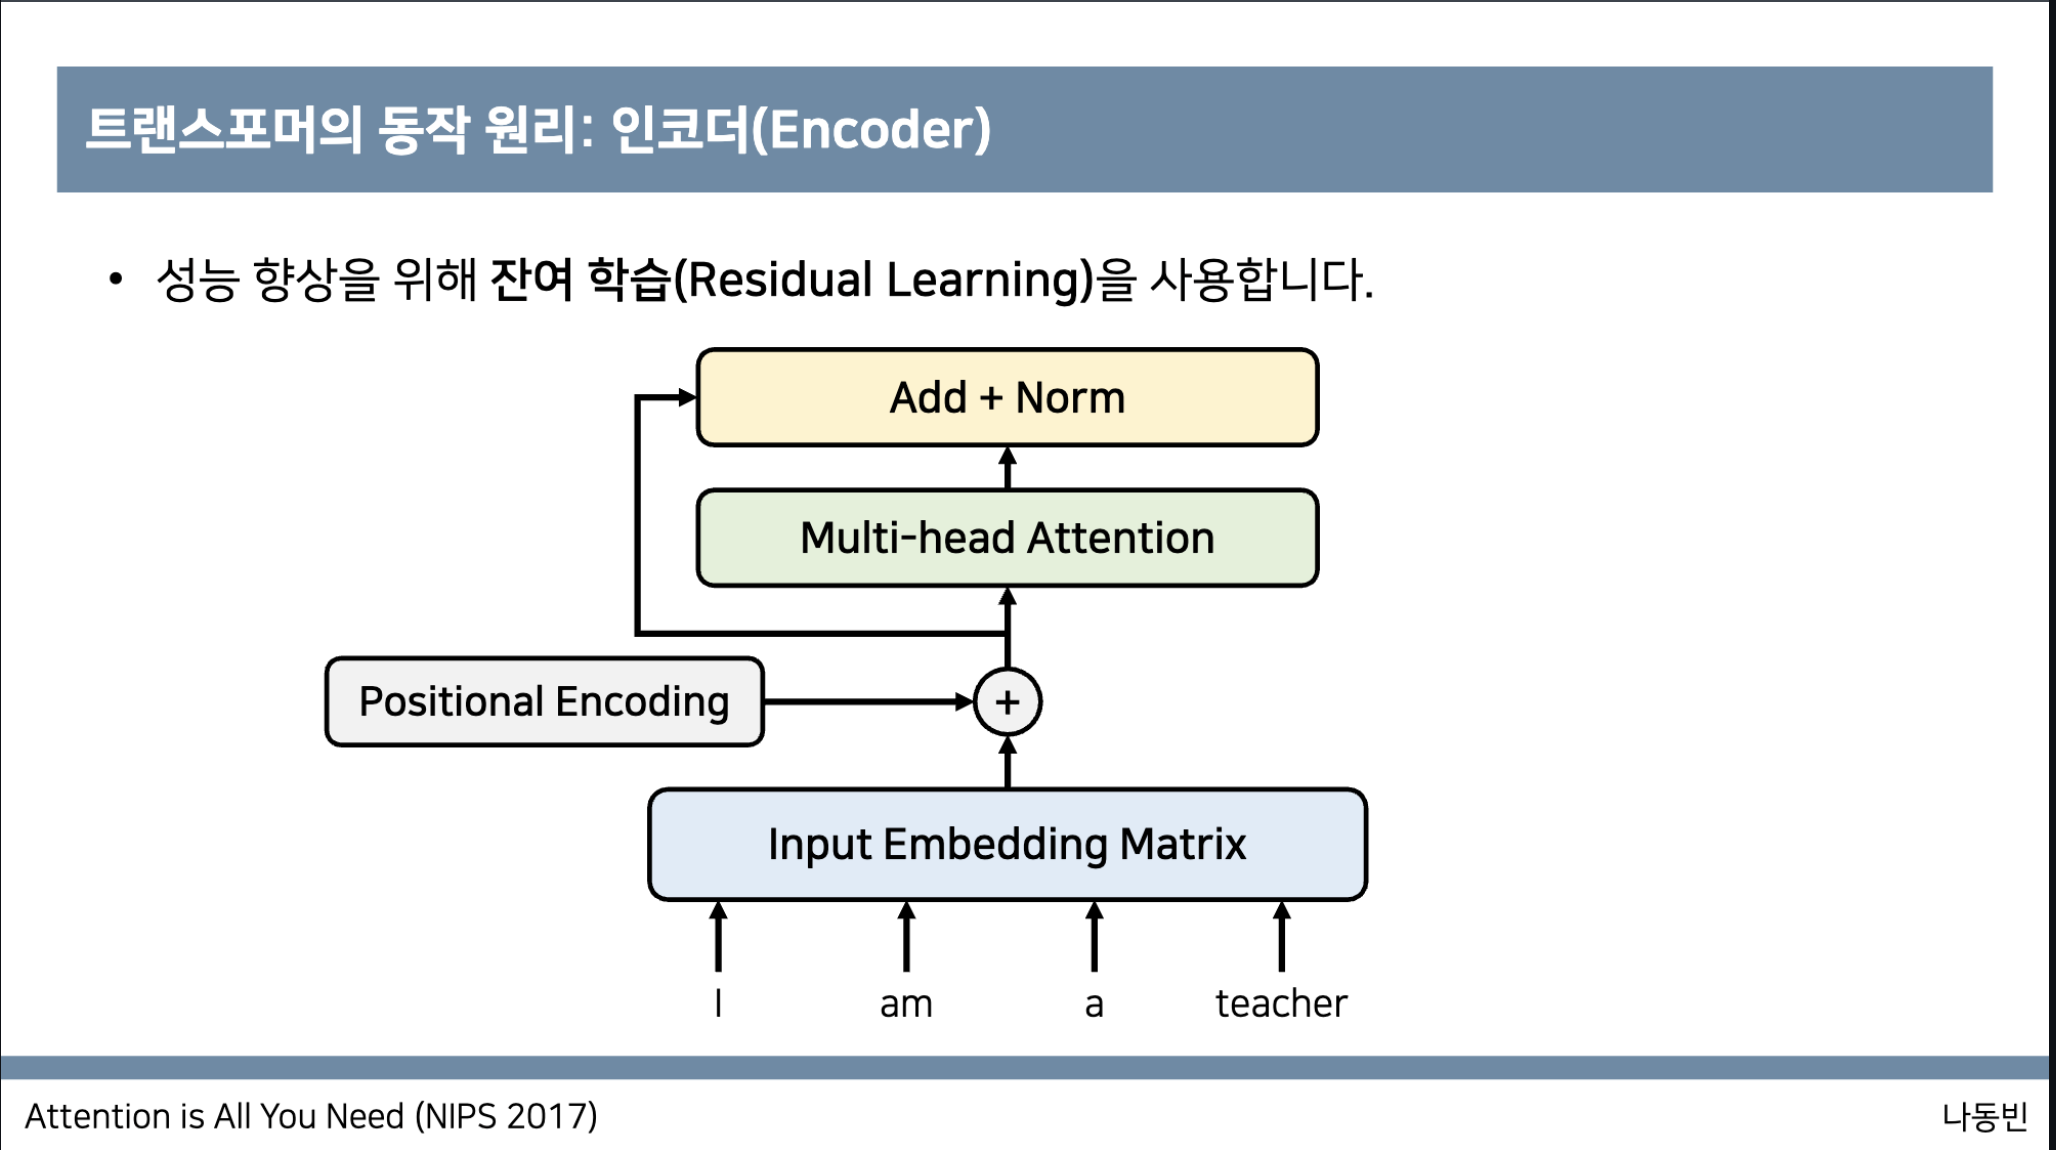 트랜스포머의 동작 원리: 인코더(Encoder)
• 성능 향상을 위해 잔여 학습(Residual Learning)을 사용합니다.
Add + Norm
Multi-head Attention
Positional Encoding
+
Input Embedding Matrix
I am a teacher
Attention is All You Need (NIPS 2017)
나동빈